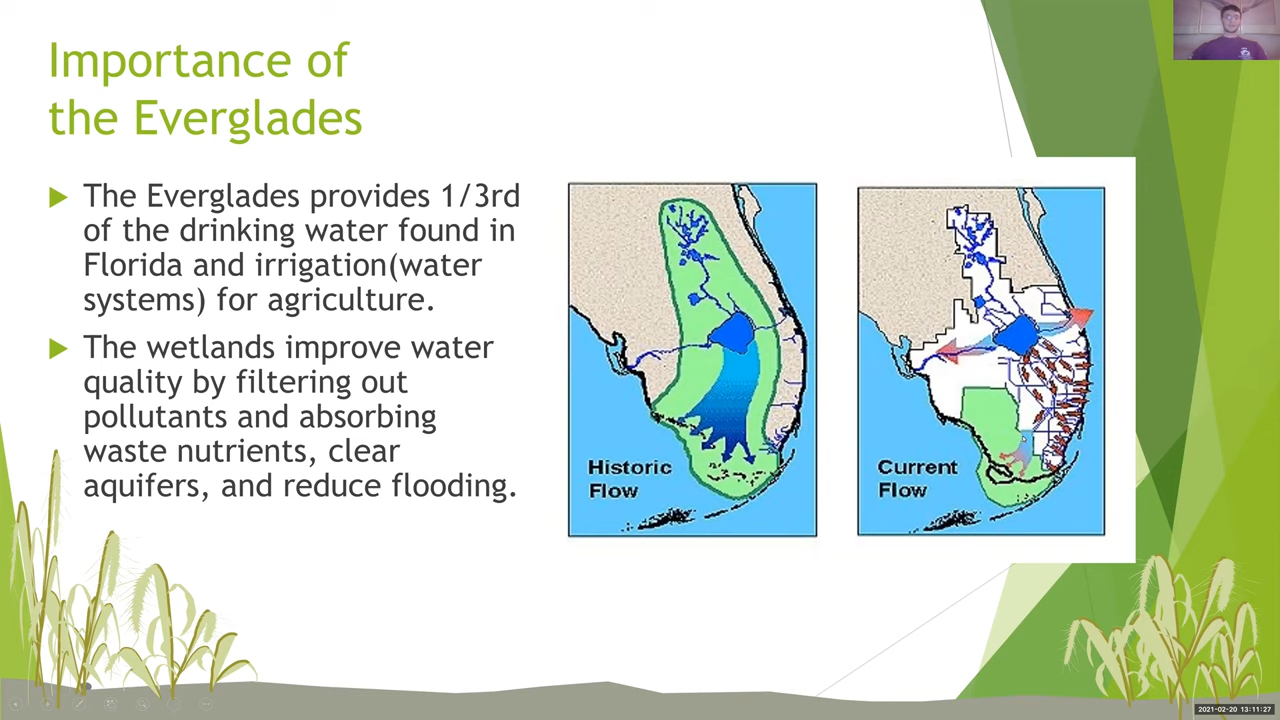 Importance of
the Everglades
The Everglades provides 1/3rd
of the drinking water found in
Florida and irrigation(water
systems) for agriculture.
The wetlands improve water
quality by filtering out
pollutants and absorbing
waste nutrients, clear
aquifers, and reduce flooding.
Historic
Flow
Current
Flow
2021-02-20 13:11:27